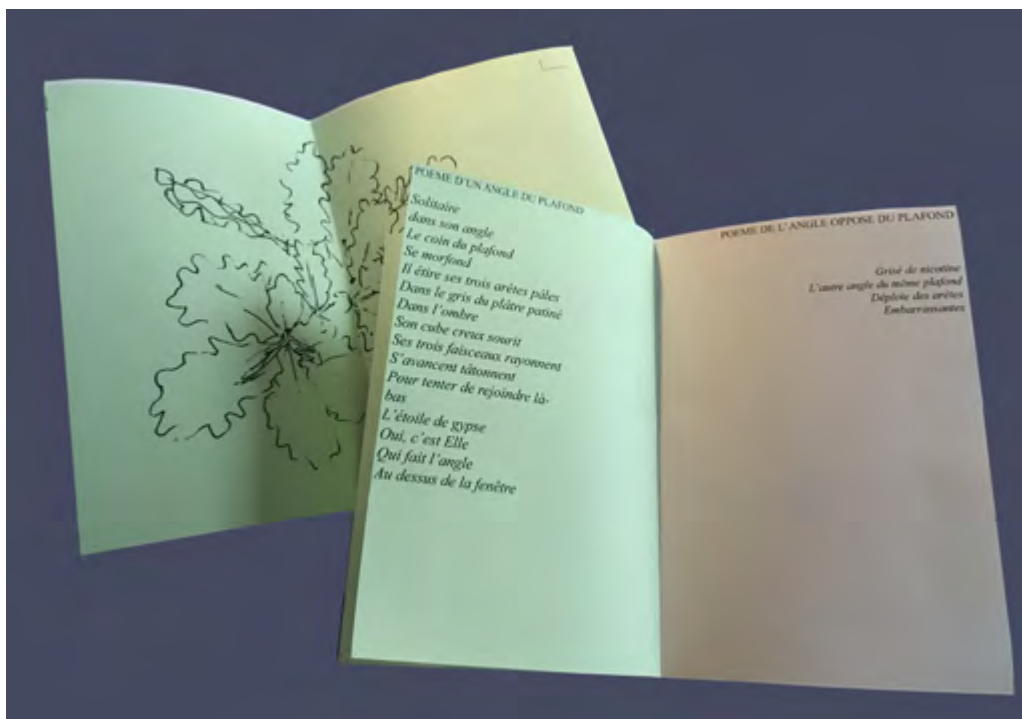 POEME D'UN ANGLE DU PLAFOND
Solitaire
dans son angle
Le coin du plafond
Se morfond
Il étire ses trois arètes pâles
Dans le gris du plâtre patiné
Dans l'ombre
Son cube creux sourit
Ses trois faisceaux rayonnent
S'avancent tâtonnent
Pour tenter de rejoindre là-
bas
L'étoile de gypse
Oui, c'est Elle
Qui fait l'angle
Au dessus de la fenêtre
POEME DE L'ANGLE OPPOSE DU PLAFOND
Grisé de nicotine
L'autre angle du même plafond
Déploie des arètes
Embarrassantes